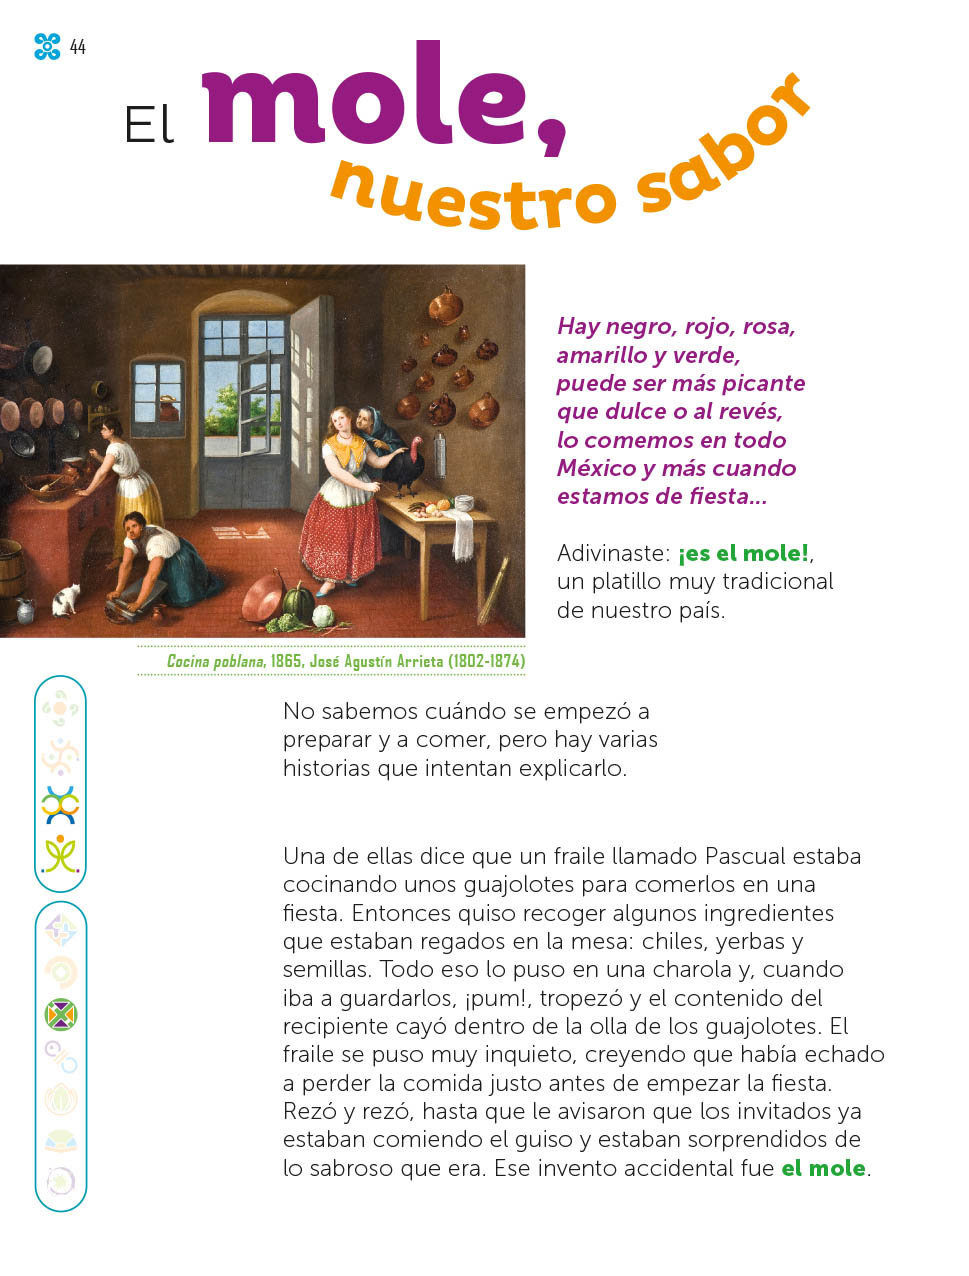 44
El mole,
nuestro sabor
Hay negro, rojo, rosa,
amarillo y verde,
puede ser más picante
que dulce o al revés,
lo comemos en todo
México y más cuando
estamos de fiesta...
Adivinaste: ¡es el mole!,
un platillo muy tradicional
de nuestro país.
Cocina poblana, 1865, José Agustín Arrieta (1802-1874)
No sabemos cuándo se empezó a
preparar y a comer, pero hay varias
historias que intentan explicarlo.
Una de ellas dice que un fraile llamado Pascual estaba
cocinando unos guajolotes para comerlos en una
fiesta. Entonces quiso recoger algunos ingredientes
que estaban regados en la mesa: chiles, yerbas y
semillas. Todo eso lo puso en una charola y, cuando
iba a guardarlos, ¡pum!, tropezó y el contenido del
recipiente cayó dentro de la olla de los guajolotes. El
fraile se puso muy inquieto, creyendo que había echado
a perder la comida justo antes de empezar la fiesta.
Rezó y rezó, hasta que le avisaron que los invitados ya
estaban comiendo el guiso y estaban sorprendidos de
lo sabroso que era. Ese invento accidental fue el mole.